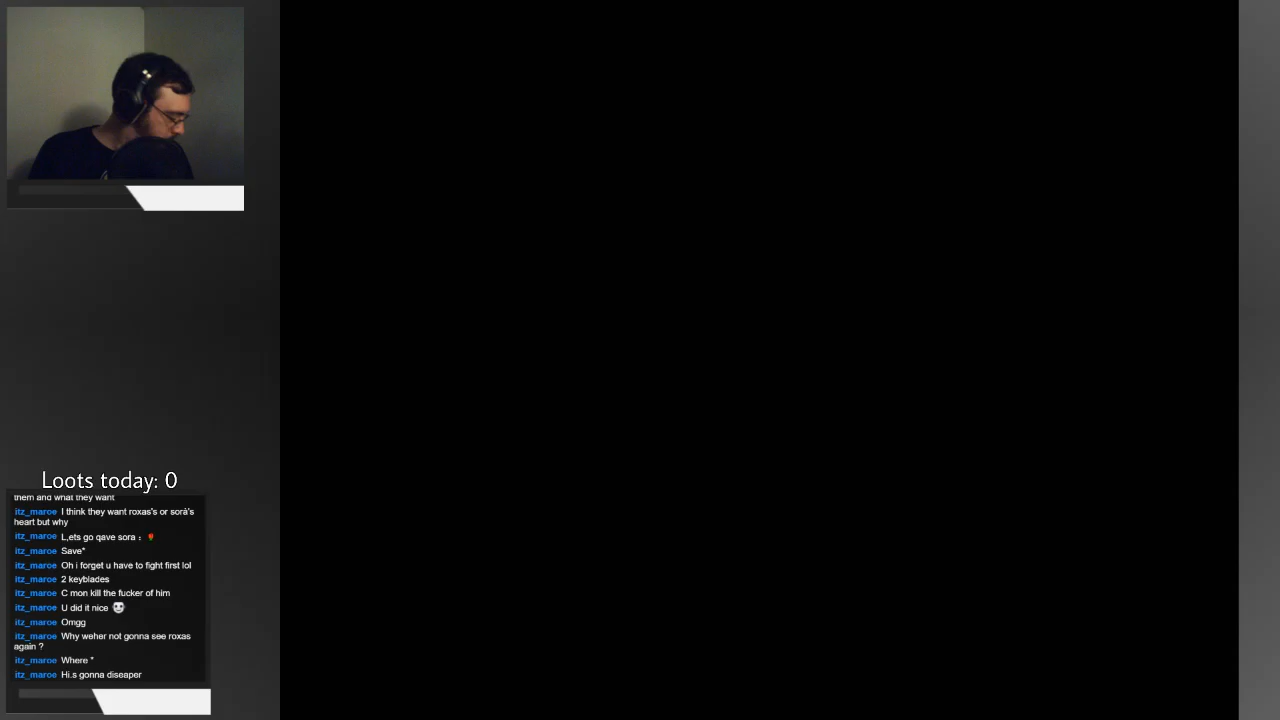 Loots today: 0
them and what they want
itz_maroe I think they want roxas's or sora's
heart but why
itz_maroe L,ets go qave sora :
itz_maroe Save*
itz_maroe Oh i forget u have to fight first lol
itz_maroe 2 keyblades
itz_maroe C mon kill the fucker of him
itz_maroe U did it nice
itz_maroe Omgg
itz_maroe Why weher not gonna see roxas
again ?
itz_maroe Where *
itz_maroe Hi.s gonna diseaper